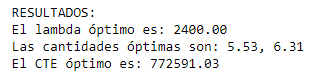 RESULTADOS:
El lambda óptimo es: 2400.00
Las cantidades óptimas son: 5.53, 6.31
El CTE óptimo es: 772591.03